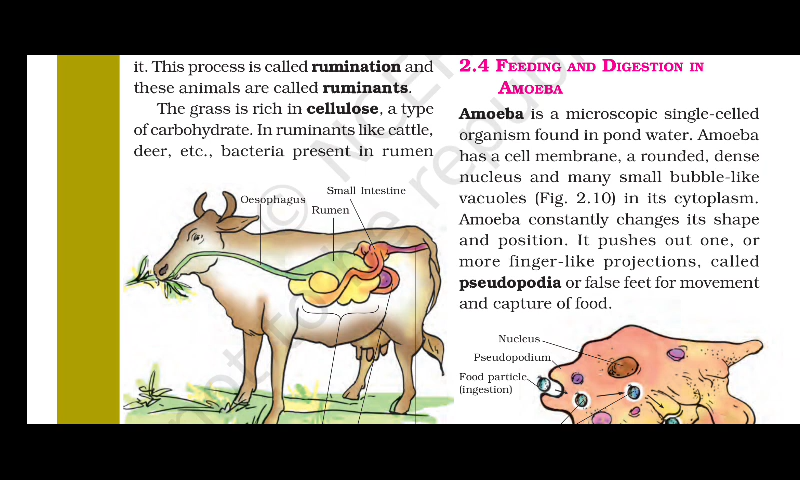 it. This process is called rumination and
these animals are called ruminants.
The grass is rich in cellulose, a type
of carbohydrate. In ruminants like cattle,
deer, etc., bacteria present in rumen
Small Intestine
Oesophagus
Rumen
2.4 FEEDING AND DIGESTION IN
AMOEBA
Amoeba is a microscopic single-celled
organism found in pond water. Amoeba
has a cell membrane, a rounded, dense
nucleus and many small bubble-like
vacuoles (Fig. 2.10) in its cytoplasm.
Amoeba constantly changes its shape
and position. It pushes out one, or
more finger-like projections, called
pseudopodia or false feet for movement
and capture of food.
Nucleus
Pseudopodium
Food particle
(ingestion)